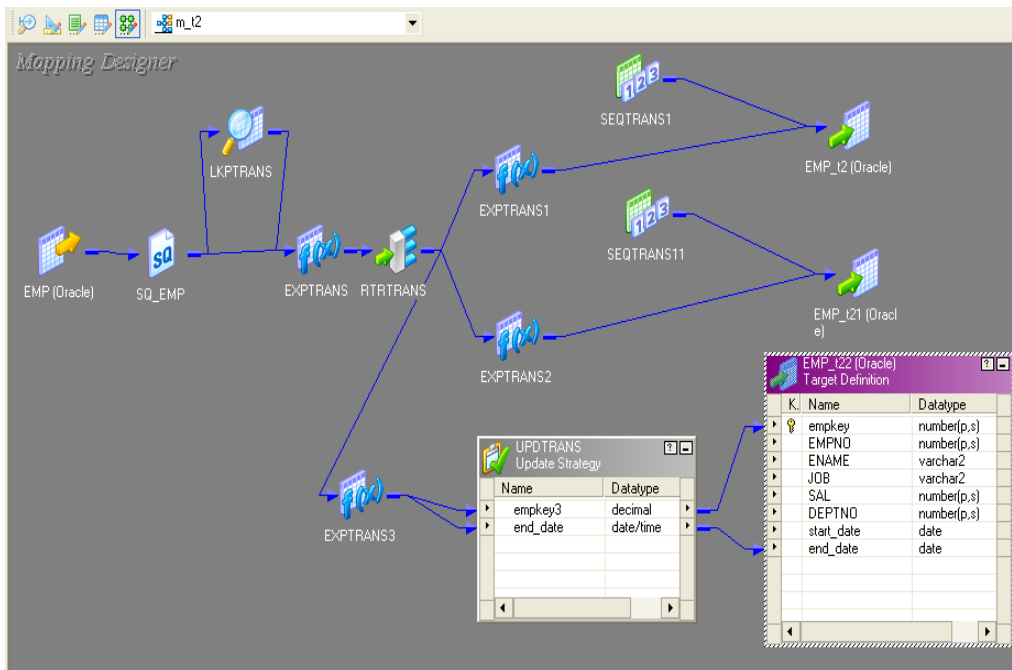 m_t2
Mapping Designer
SEQTRANS1
LKPTRANS
EMP_t2 (Oracle)
EXPTRANS1
SEQTRANS11
EMP (Oracle)
SQ
SQ_EMP
EXPTRANS
RTRTRANS
EMP_t21 (Oracl
e)
EXPTRANS2
EMP_t22 (Oracle)
Target Definition
K. Name Datatype
empkey number(p,s)
EMPNO number(p,s)
ENAME varchar2
JOB varchar2
SAL number(p,s)
DEPTNO number(p,s)
start_date date
end_date date
UPDTRANS
Update Strategy
Name Datatype
empkey3 decimal
end_date date/time
EXPTRANS3